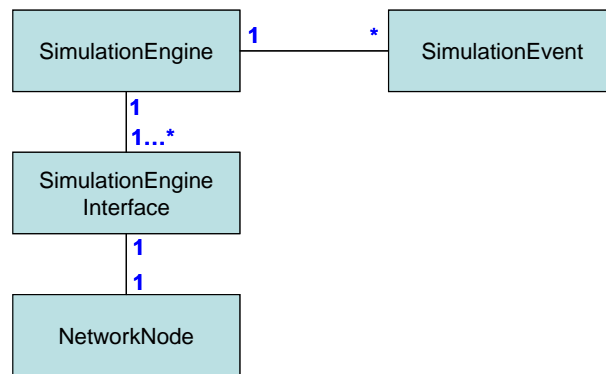 SimulationEngine
1
*
SimulationEvent
1
1...*
SimulationEngine
Interface
1
1
NetworkNode